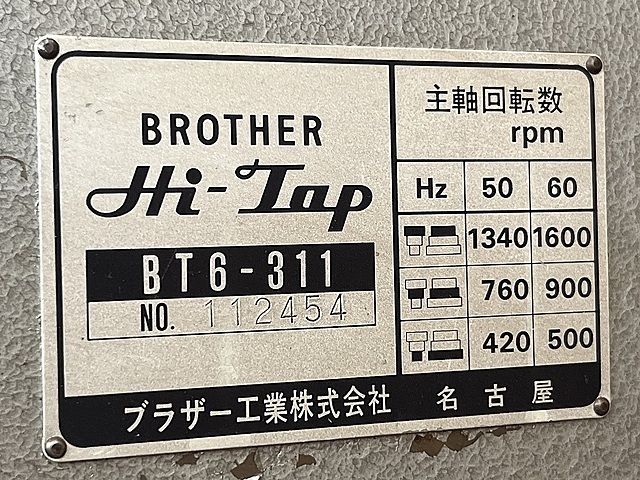 BROTHER
Hi-Tap
BT6-311
NO. 112454
主軸回転数
rpm
Hz 50 60
1340 1600
760 900
420 500
ブラザー工業株式会社 名古屋